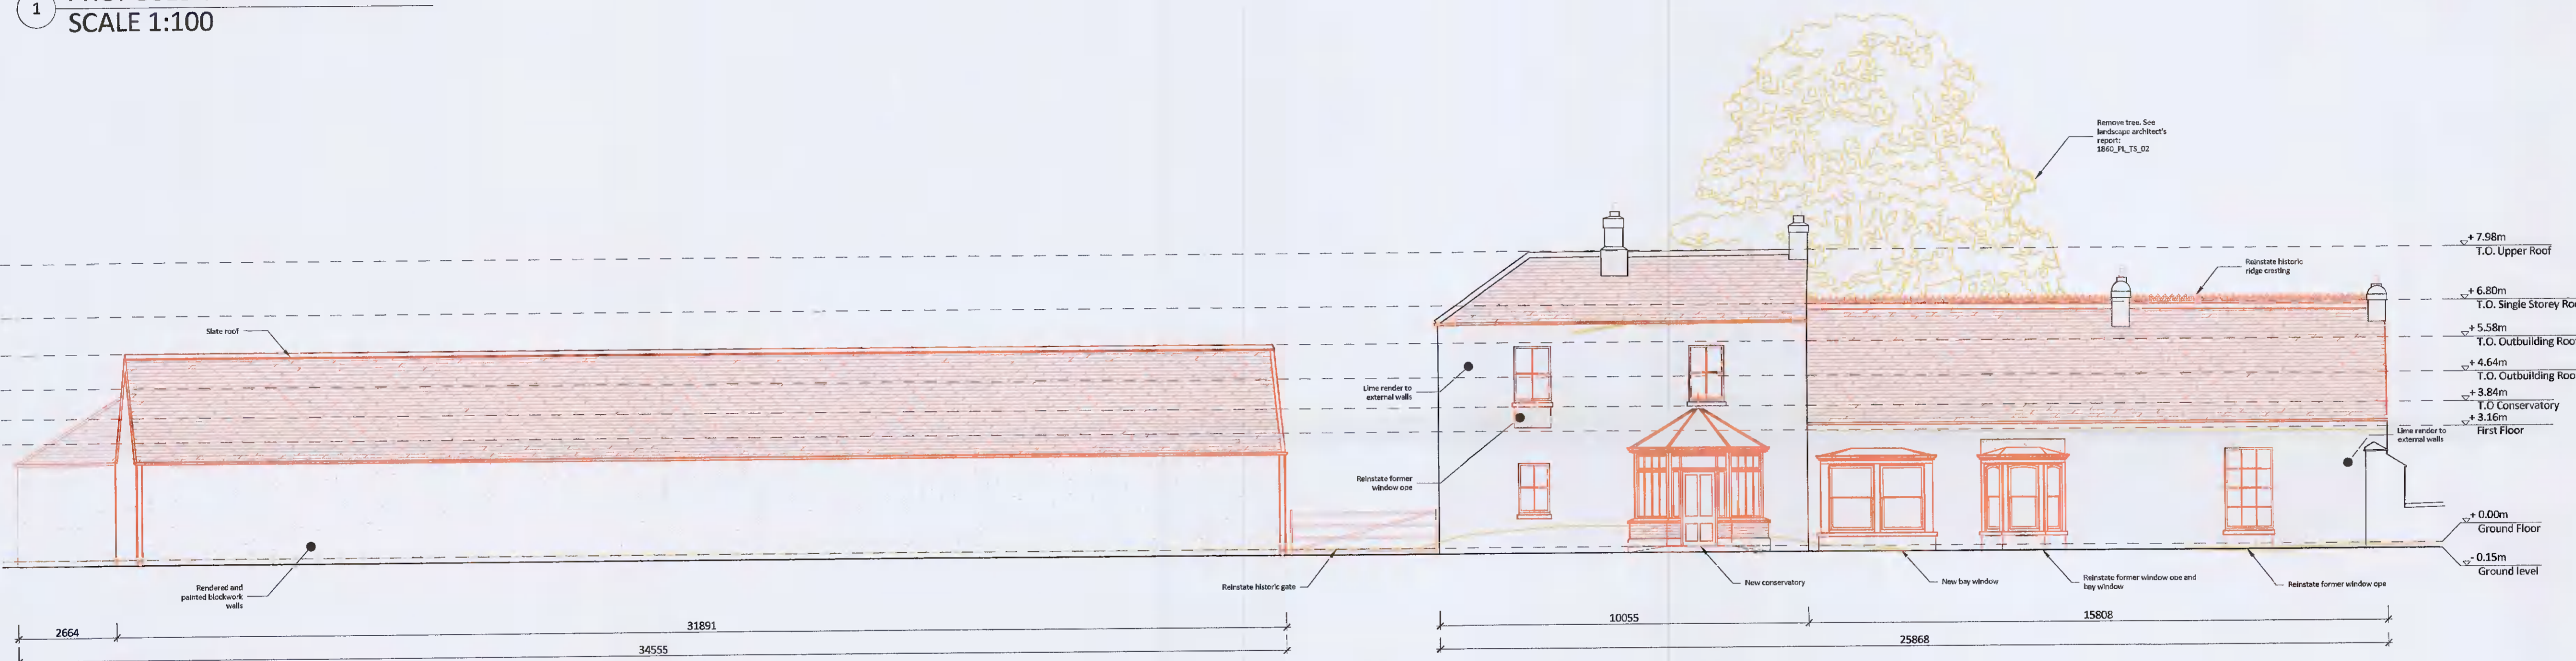 1
SCALE 1:100
Remove tree. See
landscape architect's
report:
1860_PL_TS_02
+ 7.98m
T.O. Upper Roof
Reinstate historic
ridge cresting
+ 6.80m
T.O. Single Storey Roo
Slate roof
+ 5.58m
T.O. Outbuilding Roo
+ 4.64m
T.O. Outbuilding Roo
Lime render to
external walls
+ 3.84m
T.O Conservatory
+ 3.16m
First Floor
Lime render to
external walls
Reinstate former
window ope
+ 0.00m
Ground Floor
- 0.15m
Ground level
Rendered and
painted blockwork
walls
Reinstate historic gate
New conservatory
New bay window
Reinstate former window ope and
bay window
Reinstate former window ope
2664
31891
10055
15808
34555
25868